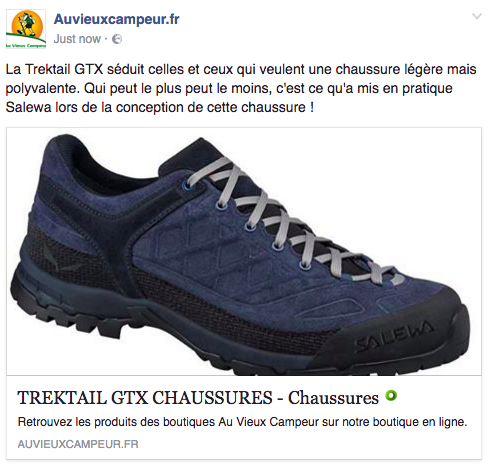 Auvieuxcampeur.fr
Just now ·
Au Vieux Campeur
La Trektail GTX séduit celles et ceux qui veulent une chaussure légère mais
polyvalente. Qui peut le plus peut le moins, c'est ce qu'a mis en pratique
Salewa lors de la conception de cette chaussure !
SALEWA
TREKTAIL GTX CHAUSSURES - Chaussures
Retrouvez les produits des boutiques Au Vieux Campeur sur notre boutique en ligne.
AUVIEUXCAMPEUR.FR